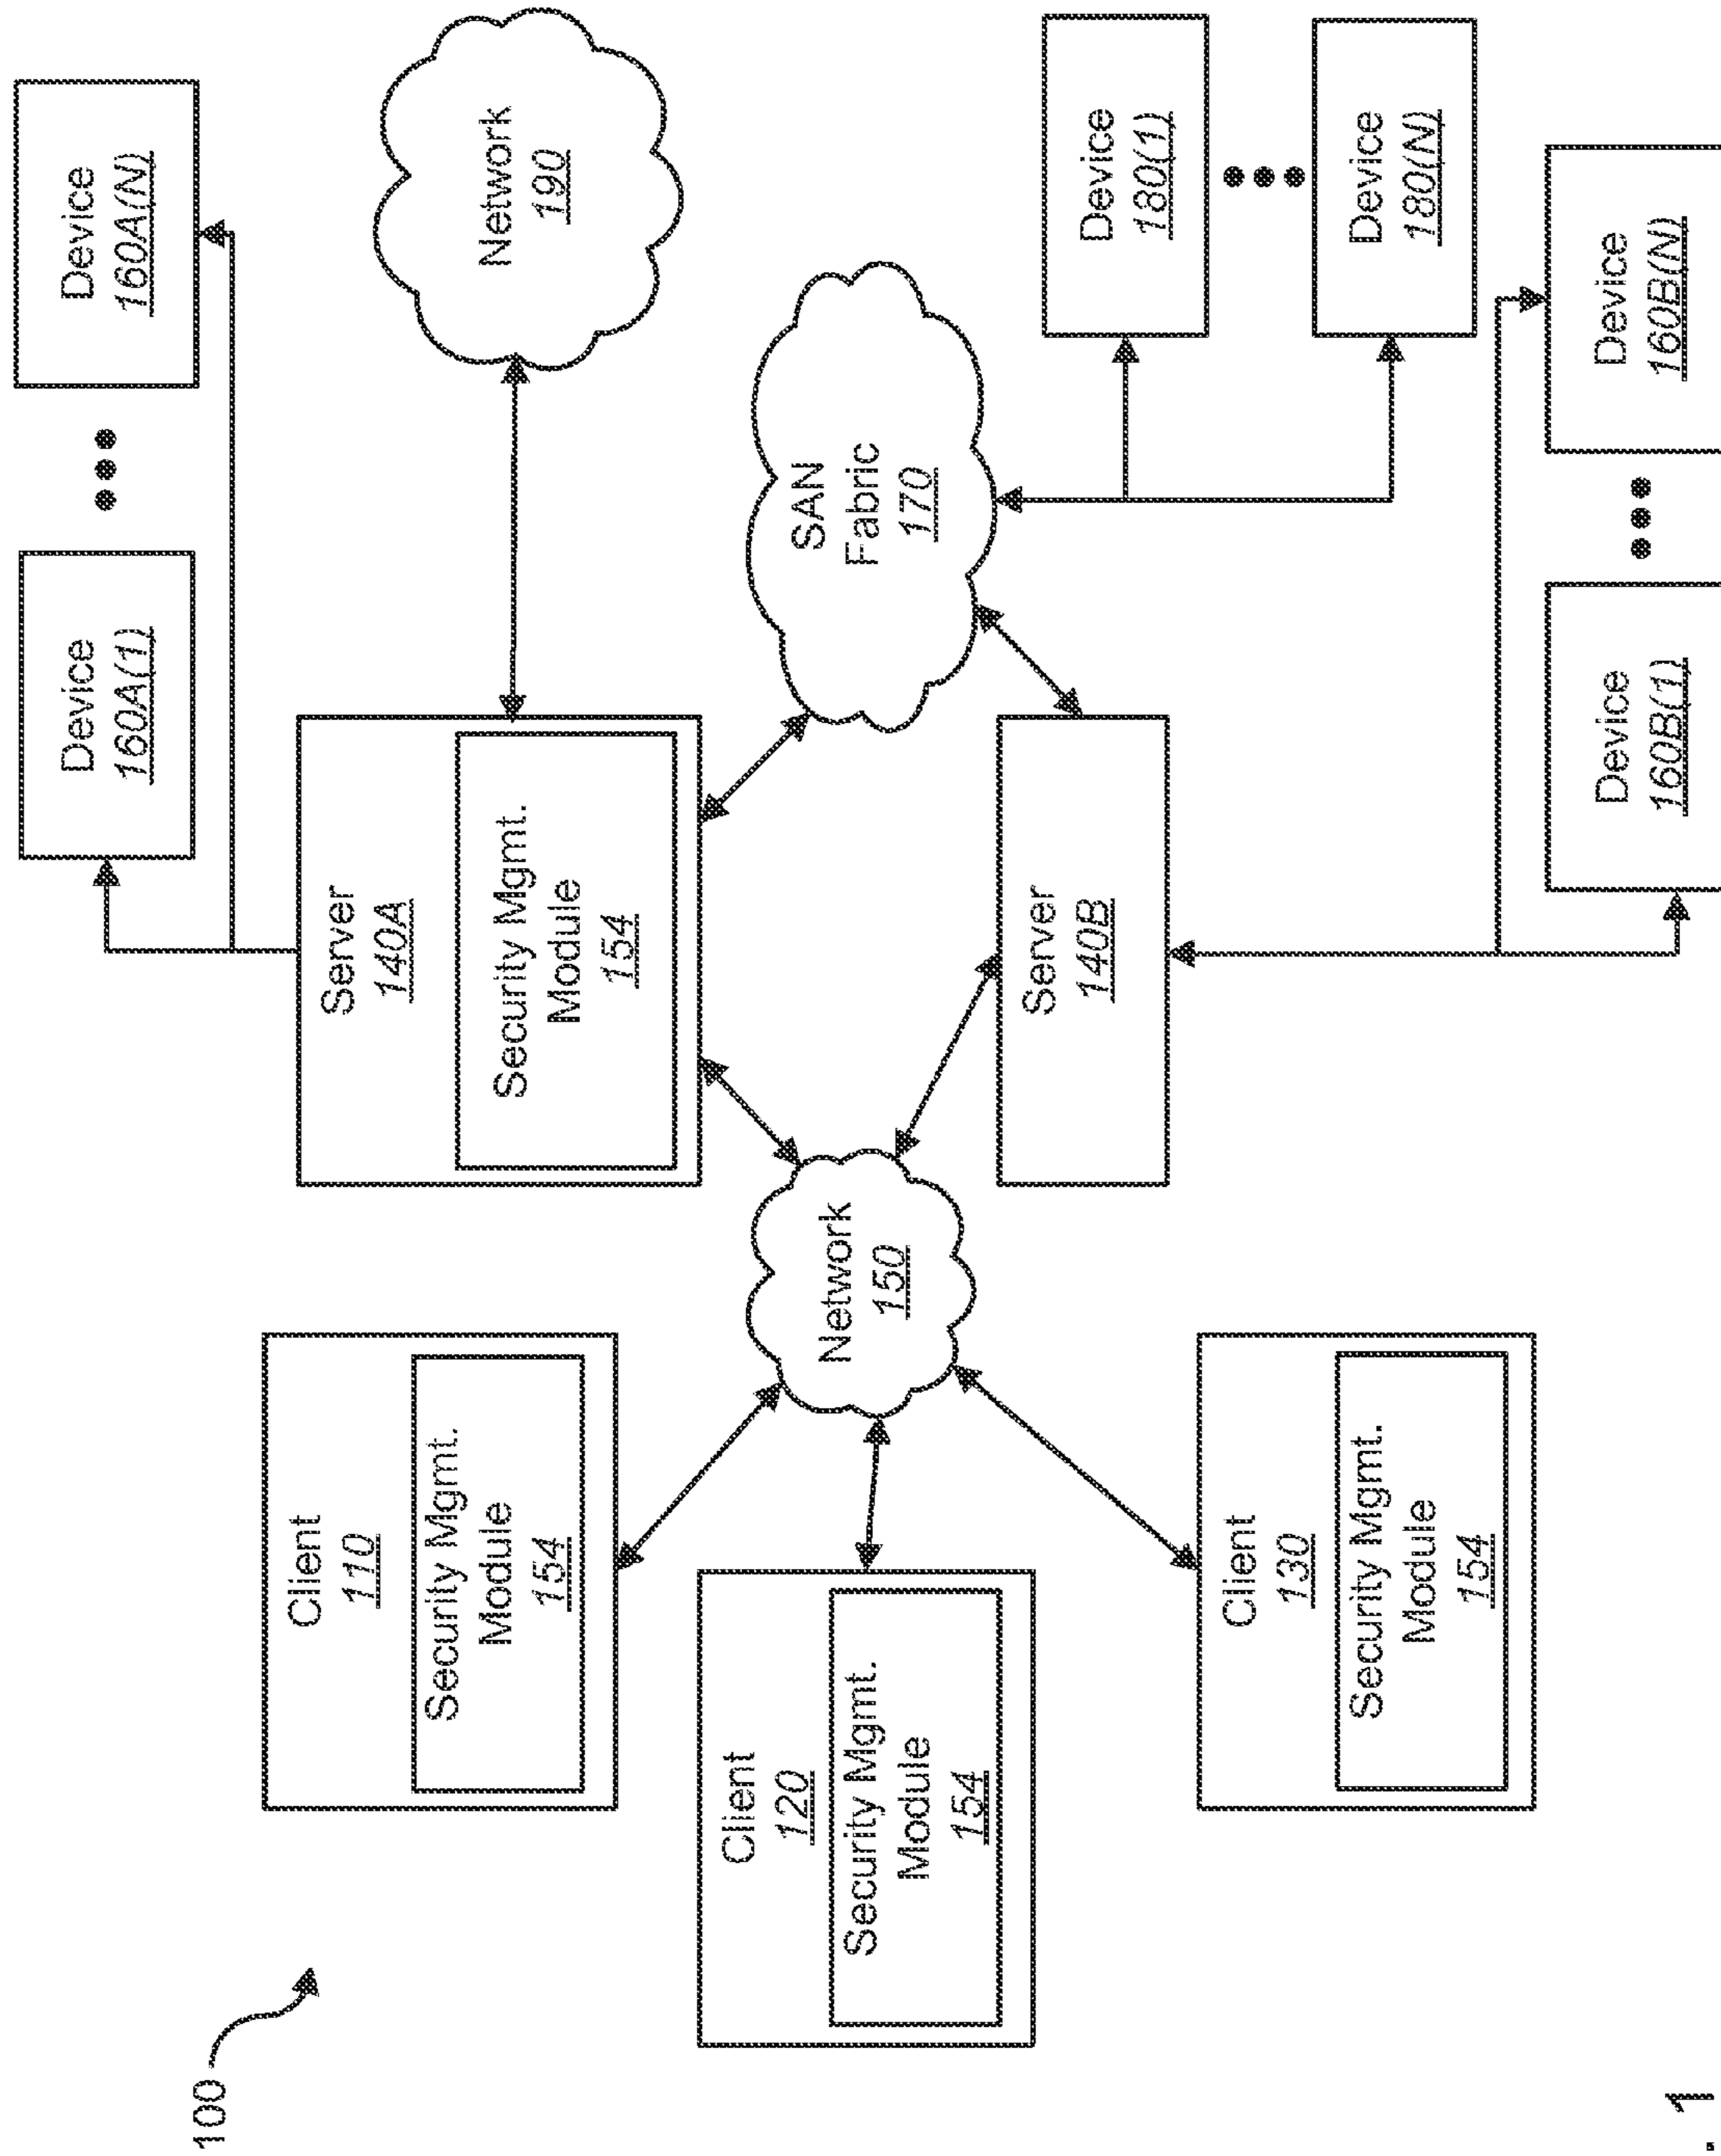 100
Client
110
Security Mgmt.
Module
154
Client
120
Security Mgmt.
Module
154
Client
130
Security Mgmt.
Module
154
Network
150
Server
140A
Security Mgmt.
Module
154
Server
140B
Device
160A(1)
Device
160A(N)
Network
190
SAN
Fabric
170
Device
180(1)
Device
180(N)
Device
160B(1)
Device
160B(N)
. 1